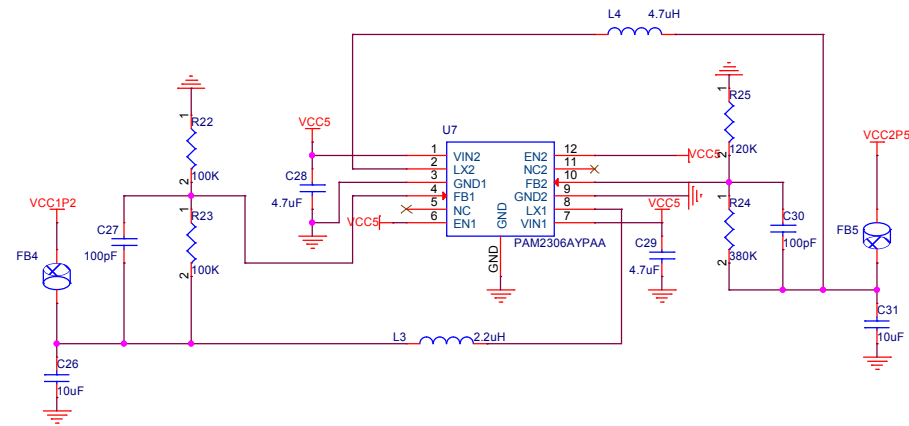 L4 4.7uH
1
R22
2
100K
VCC5
C28
4.7uF
U7
1 VIN2
2 LX2
3 GND1
4 FB1
5 NC
6 EN1
EN2 12
NC2 11
FB2 10
GND2 9
LX1 8
VIN1 7
GND
GND
PAM2306AYPAA
VCC5
VCC5
VCC5
1
R25
120K
2
1
R24
2
380K
C30
100pF
VCC2P5
FB5
C29
4.7uF
C31
10uF
VCC1P2
FB4
C27
100pF
1
R23
2
100K
L3 2.2uH
C26
10uF